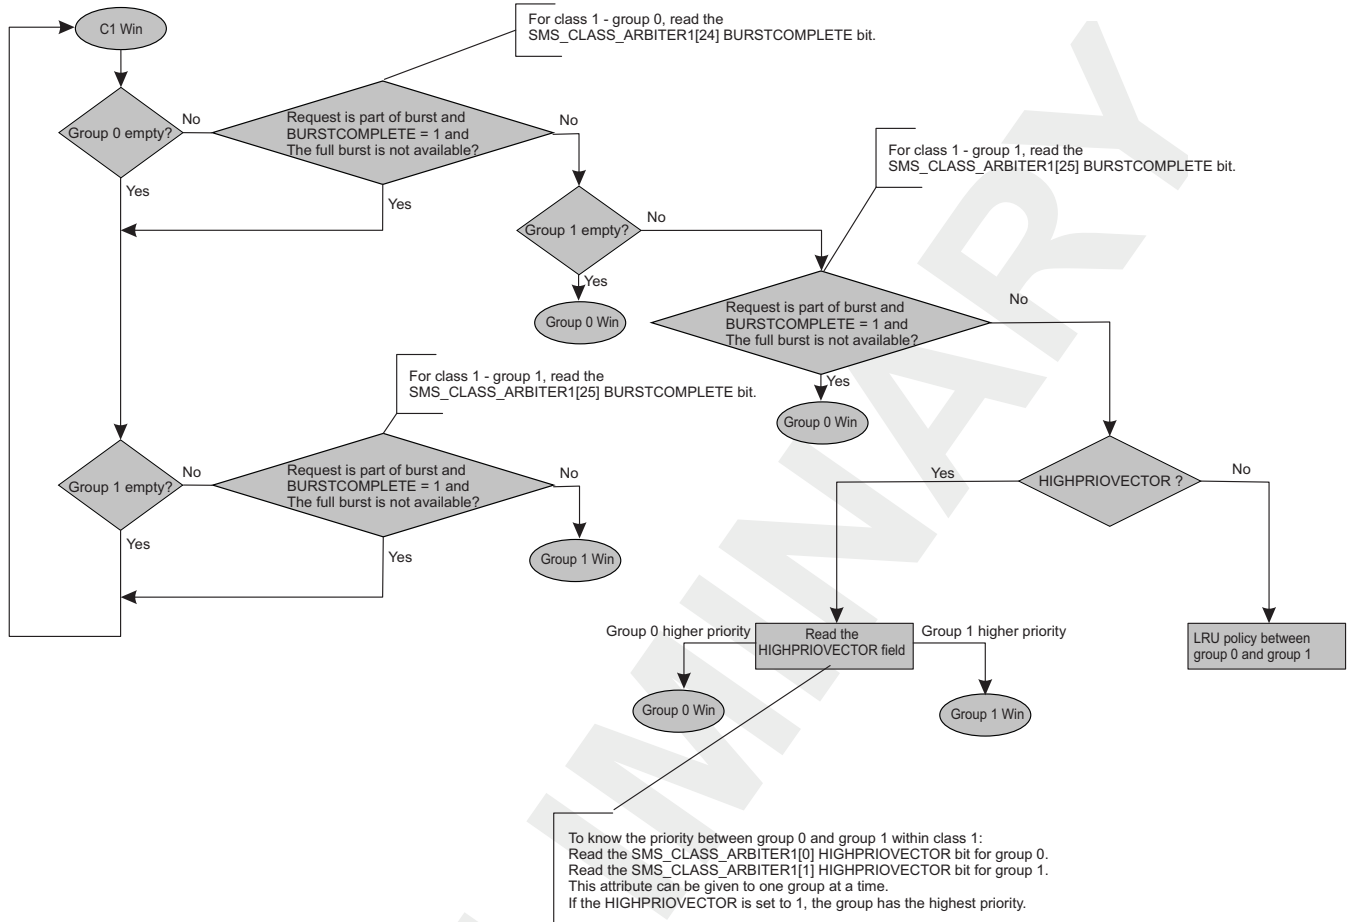 C1 Win
For class 1 - group 0, read the
SMS_CLASS_ARBITER1[24] BURSTCOMPLETE bit.
Group 0 empty?
No
Request is part of burst and
BURSTCOMPLETE = 1 and
The full burst is not available?
No
Yes
Yes
For class 1 - group 1, read the
SMS_CLASS_ARBITER1[25] BURSTCOMPLETE bit.
Group 1 empty?
No
Yes
Group 0 Win
Request is part of burst and
BURSTCOMPLETE = 1 and
The full burst is not available?
No
Yes
Group 0 Win
For class 1 - group 1, read the
SMS_CLASS_ARBITER1[25] BURSTCOMPLETE bit.
Group 1 empty?
No
Request is part of burst and
BURSTCOMPLETE = 1 and
The full burst is not available?
No
Yes
Yes
Group 1 Win
HIGHPRIOVECTOR ?
Yes
No
Group 0 higher priority
Read the
HIGHPRIOVECTOR field
Group 1 higher priority
LRU policy between
group 0 and group 1
Group 0 Win
Group 1 Win
To know the priority between group 0 and group 1 within class 1:
Read the SMS_CLASS_ARBITER1[0] HIGHPRIOVECTOR bit for group 0.
Read the SMS_CLASS_ARBITER1[1] HIGHPRIOVECTOR bit for group 1.
This attribute can be given to one group at a time.
If the HIGHPRIOVECTOR is set to 1, the group has the highest priority.